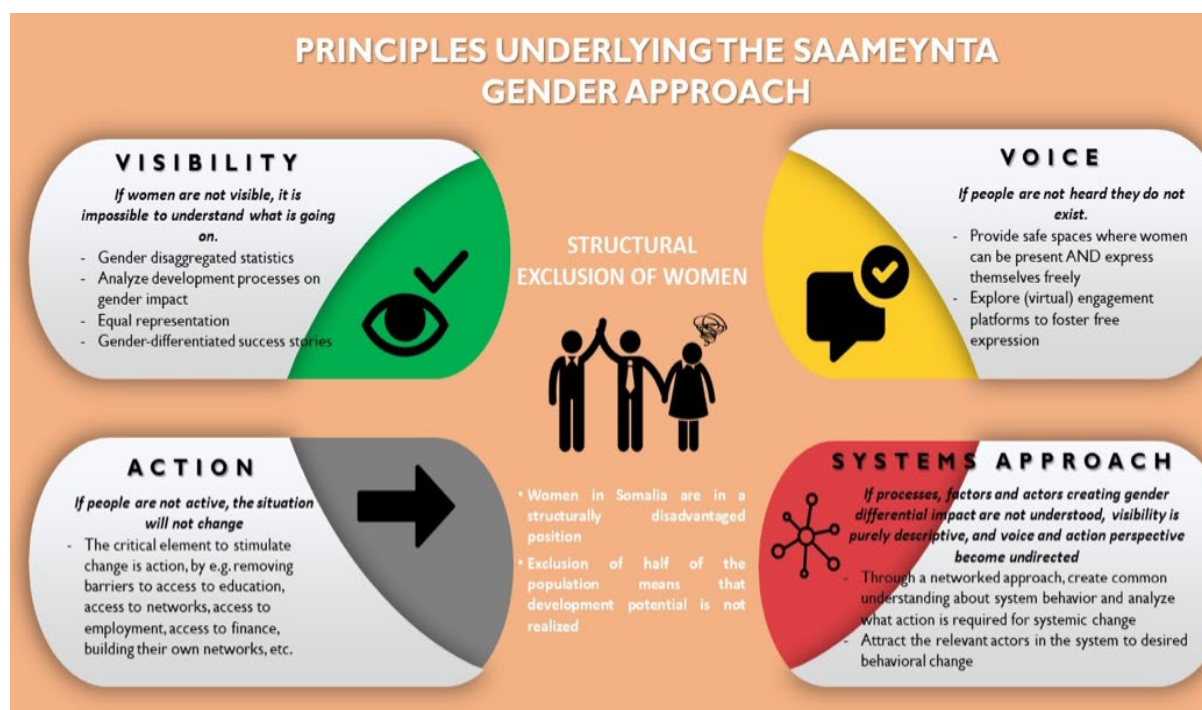 PRINCIPLES UNDERLYING THE SAAMEYNTA
GENDER APPROACH
VISIBILITY
If women are not visible, it is
impossible to understand what is going
on.
- Gender disaggregated statistics
- Analyze development processes on
gender impact
- Equal representation
- Gender-differentiated success stories
VOICE
If people are not heard they do not
exist.
- Provide safe spaces where women
can be present AND express
themselves freely
- Explore (virtual) engagement
platforms to foster free
expression
STRUCTURAL
EXCLUSION OF WOMEN
• Women in Somalia are in a
structurally disadvantaged
position
• Exclusion of half of the
population means that
development potential is not
realized
ACTION
If people are not active, the situation
will not change
- The critical element to stimulate
change is action, by e.g. removing
barriers to access to education,
access to networks, access to
employment, access to finance,
building their own networks, etc.
SYSTEMS APPROACH
If processes, factors and actors creating gender
differential impact are not understood, visibility is
purely descriptive, and voice and action perspective
become undirected
- Through a networked approach, create common
understanding about system behavior and analyze
what action is required for systemic change
- Attract the relevant actors in the system to desired
behavioral change